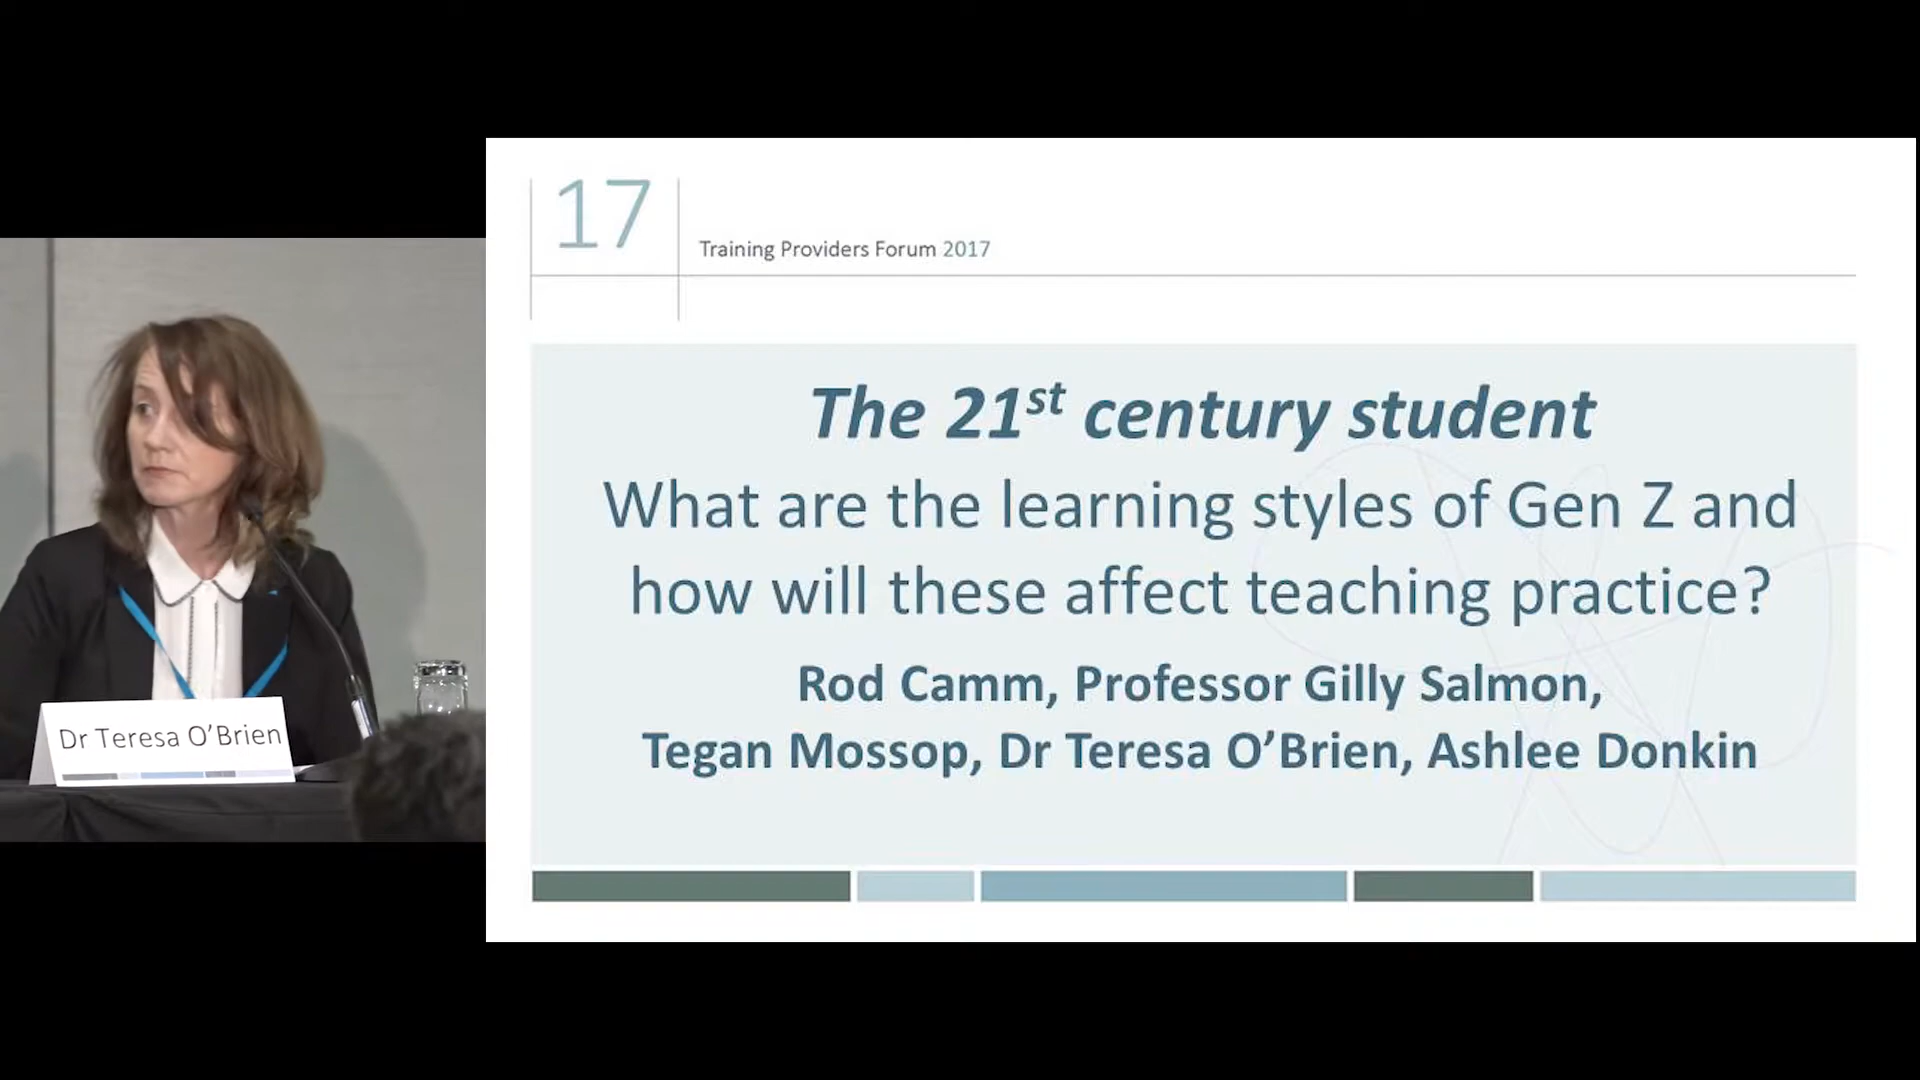 17
Training Providers Forum 2017
The 21st century student
What are the learning styles of Gen Z and
how will these affect teaching practice?
Rod Camm, Professor Gilly Salmon,
Tegan Mossop, Dr Teresa O’Brien, Ashlee Donkin
Dr Teresa O’Brien